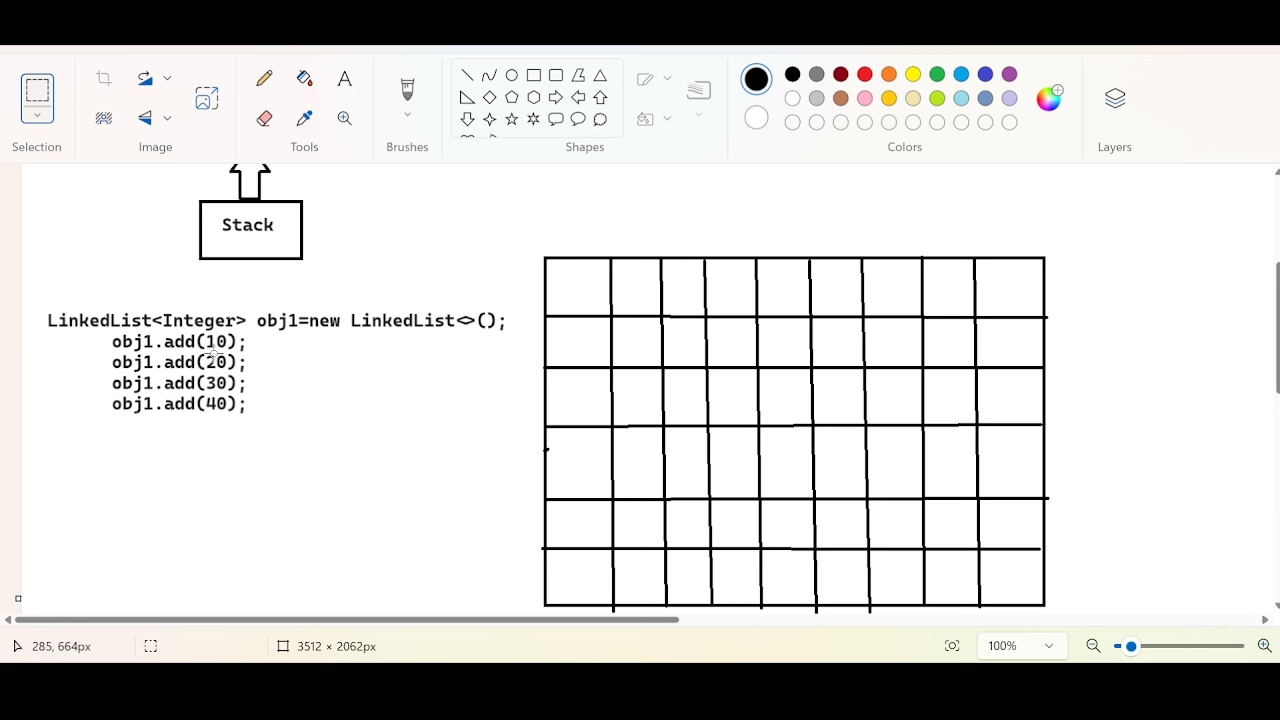 Selection
Image
Tools
Brushes
Shapes
Colors
Layers
Stack
LinkedList<Integer> obj1=new LinkedList<>();
obj1.add(10);
obj1.add(20);
obj1.add(30);
obj1.add(40);
285, 664px
3512 × 2062px
100%